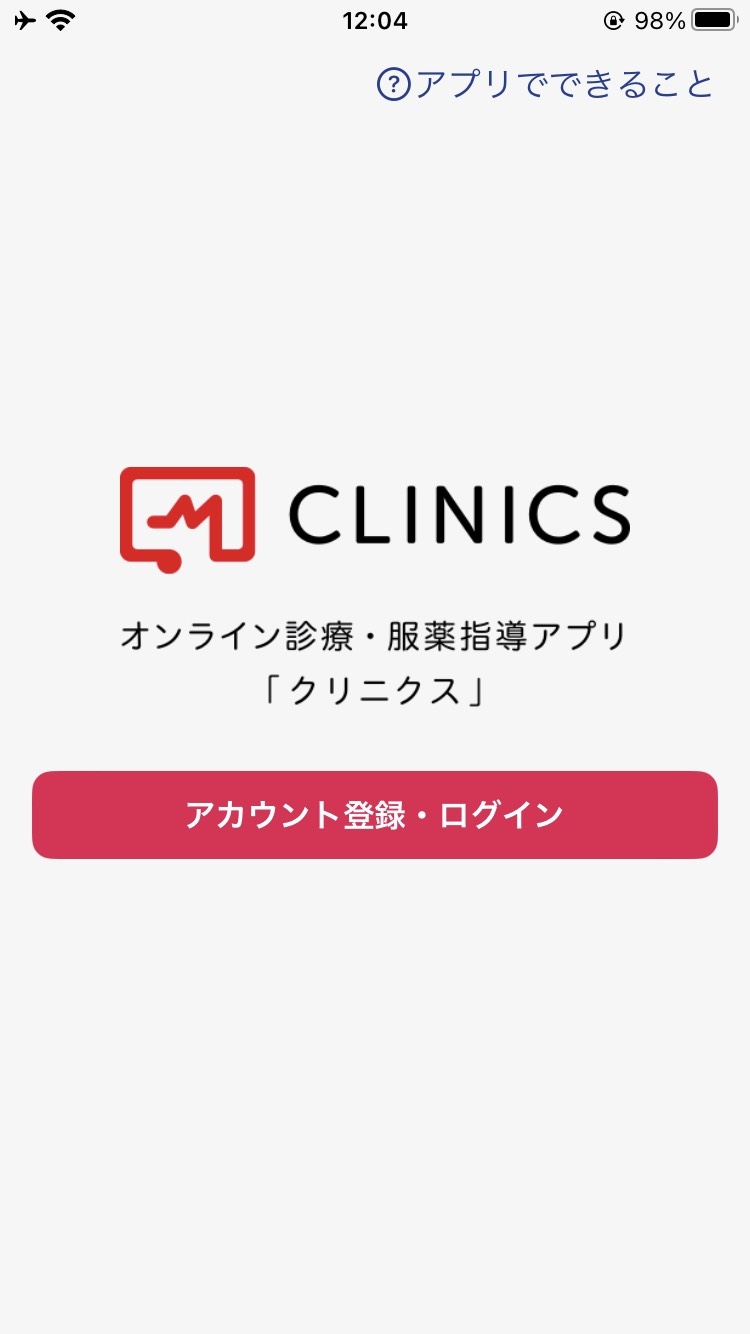 12:04
98%
?アプリでできること
CLINICS
オンライン診療・服薬指導アプリ
「クリニクス」
アカウント登録・ログイン